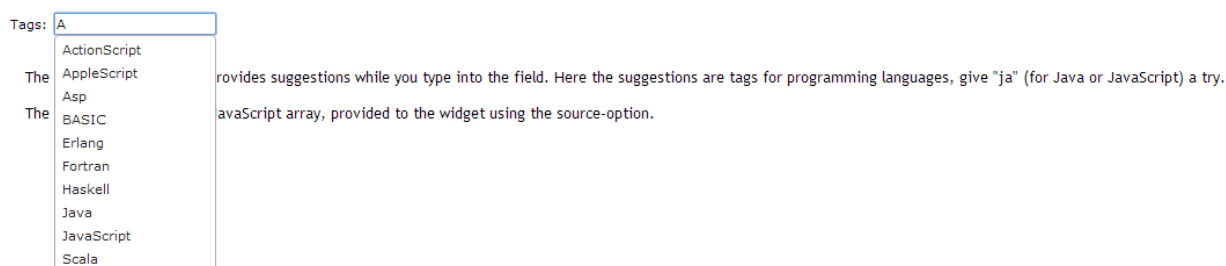 Tags: A
ActionScript
AppleScript
Asp
BASIC
Erlang
Fortran
Haskell
Java
JavaScript
Scala
The rovides suggestions while you type into the field. Here the suggestions are tags for programming languages, give "ja" (for Java or JavaScript) a try.
The avaScript array, provided to the widget using the source-option.